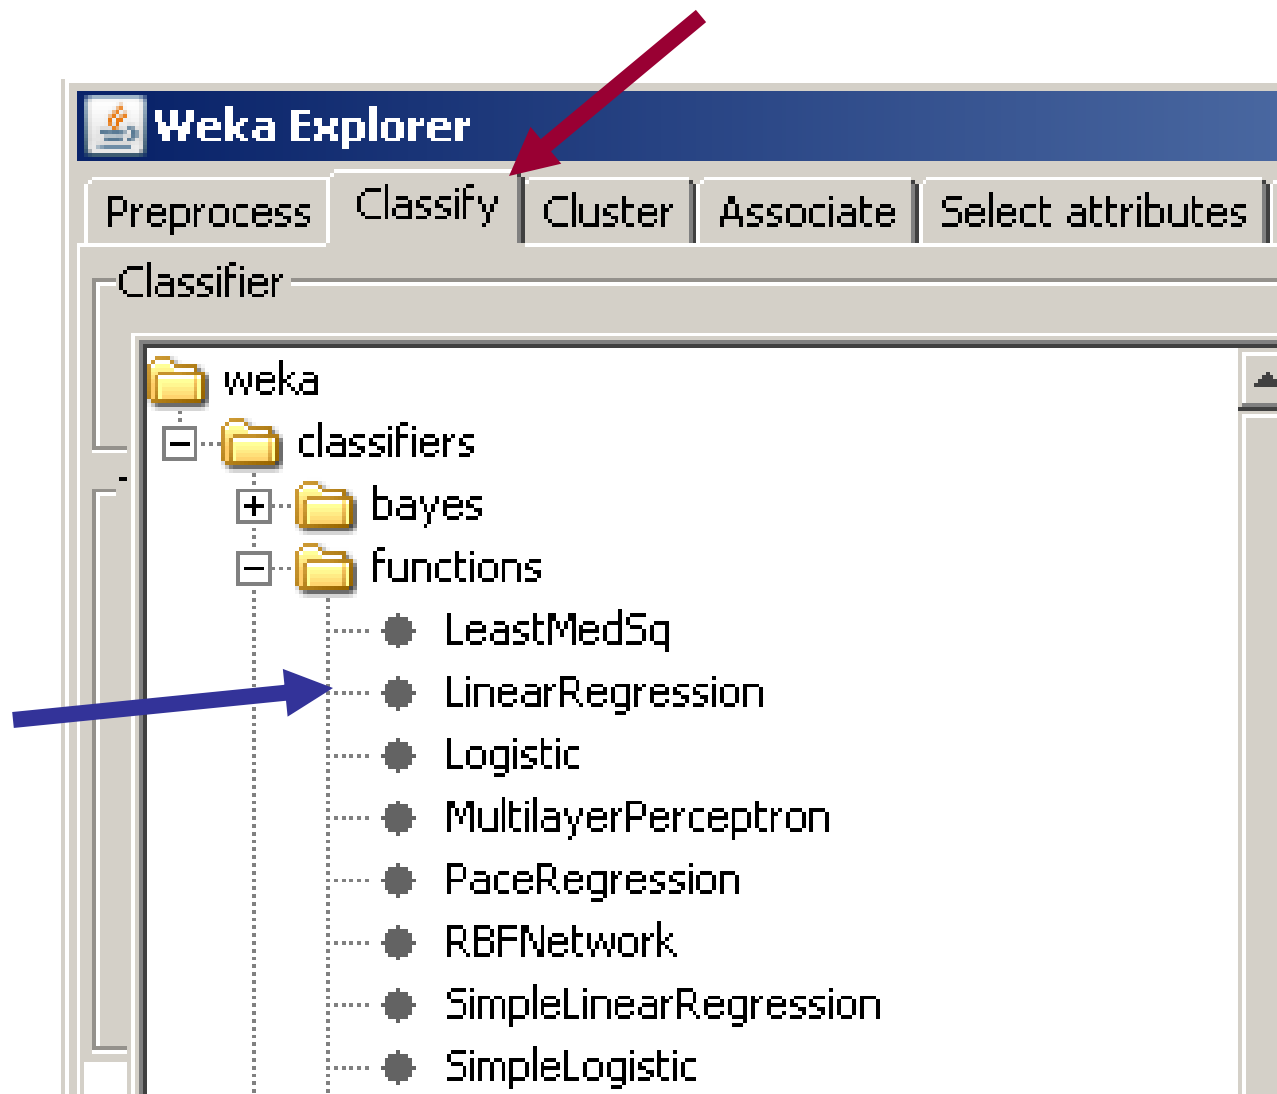 Weka Explorer
Preprocess Classify Cluster Associate Select attributes
Classifier
weka
classifiers
bayes
functions
LeastMedSq
LinearRegression
Logistic
MultilayerPerceptron
PaceRegression
RBFNetwork
SimpleLinearRegression
SimpleLogistic